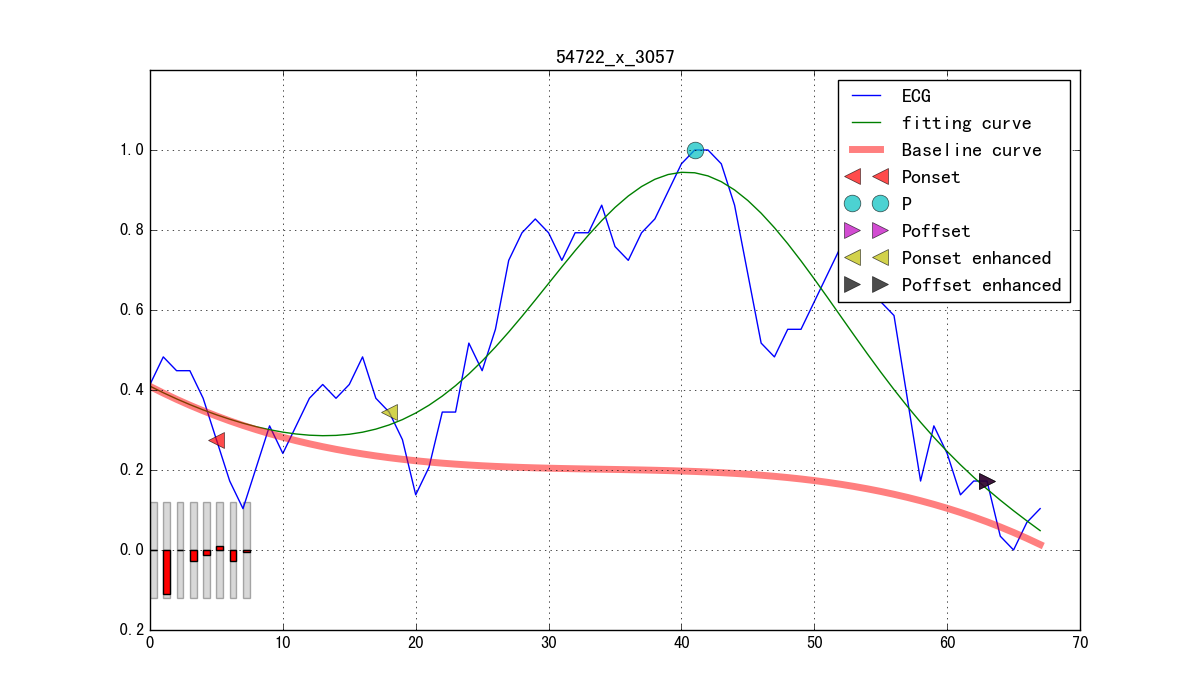 54722_x_3057
ECG
fitting curve
Baseline curve
Ponset
P
Poffset
Ponset enhanced
Poffset enhanced
1.0
0.8
0.6
0.4
0.2
0.0
0.2
0 10 20 30 40 50 60 70